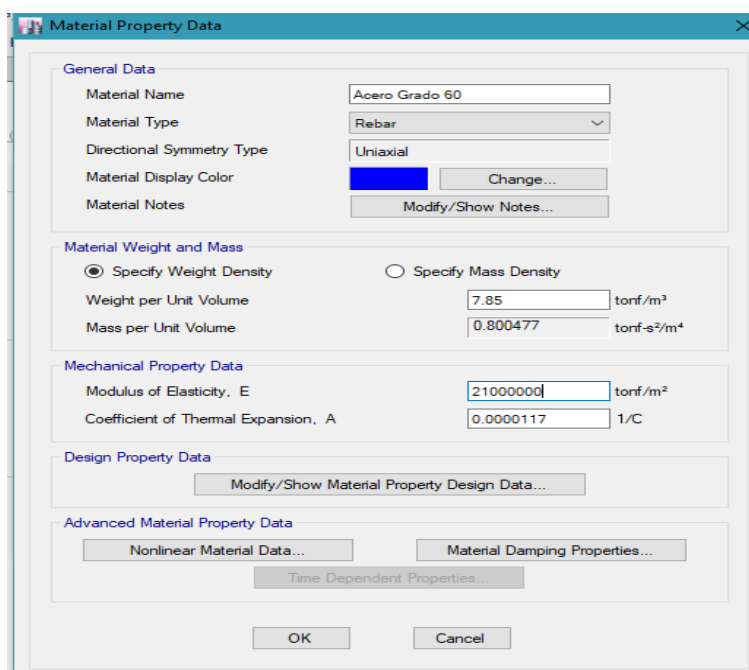 Material Property Data
General Data
Material Name Acero Grado 60
Material Type Rebar
Directional Symmetry Type Uniaxial
Material Display Color Change...
Material Notes Modify/Show Notes...
Material Weight and Mass
Specify Weight Density Specify Mass Density
Weight per Unit Volume 7.85 tonf/m³
Mass per Unit Volume 0.800477 tonf-s²/m⁴
Mechanical Property Data
Modulus of Elasticity, E 21000000 tonf/m²
Coefficient of Thermal Expansion, A 0.0000117 1/C
Design Property Data
Modify/Show Material Property Design Data...
Advanced Material Property Data
Nonlinear Material Data... Material Damping Properties...
Time Dependent Properties...
OK Cancel